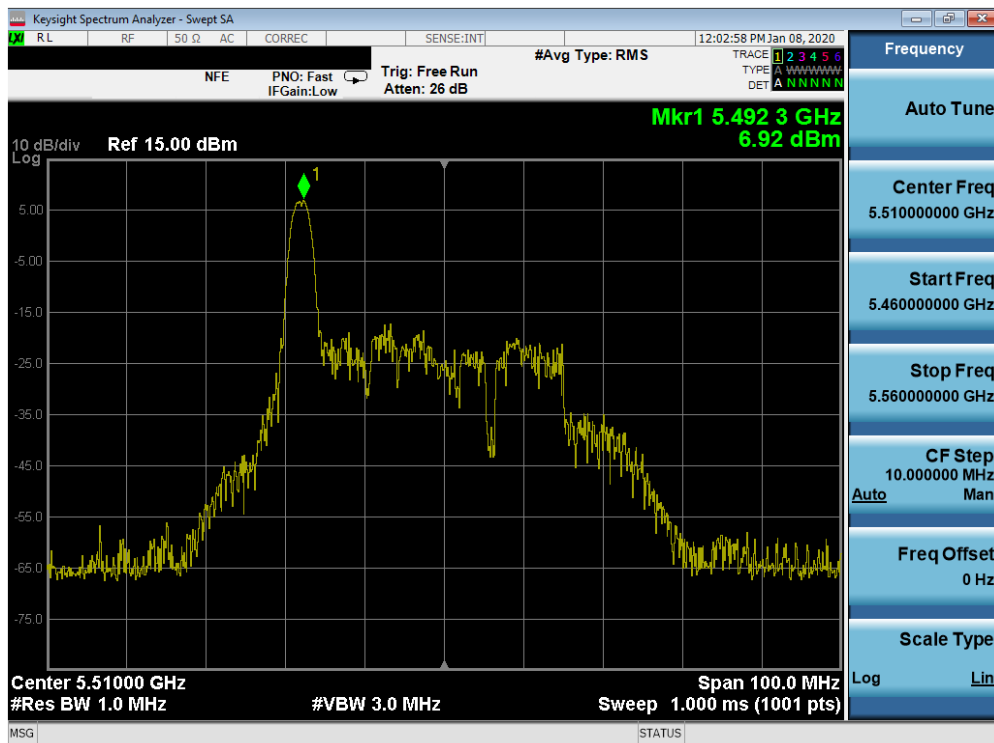 Keysight Spectrum Analyzer - Swept SA
LXI RL RF 50 Ω AC CORREC SENSE:INT 12:02:58 PM Jan 08, 2020
#Avg Type: RMS
TRACE 1 2 3 4 5 6
TYPE A WWWWW
DET A N N N N N
NFE
PNO: Fast
IFGain:Low
Trig: Free Run
Atten: 26 dB
Mkr1 5.492 3 GHz
6.92 dBm
10 dB/div Ref 15.00 dBm
Log
1
5.00
-5.00
-15.0
-25.0
-35.0
-45.0
-55.0
-65.0
-75.0
Center 5.51000 GHz Span 100.0 MHz
#Res BW 1.0 MHz #VBW 3.0 MHz Sweep 1.000 ms (1001 pts)
MSG STATUS
Frequency
Auto Tune
Center Freq
5.510000000 GHz
Start Freq
5.460000000 GHz
Stop Freq
5.560000000 GHz
CF Step
10.000000 MHz
Auto Man
Freq Offset
0 Hz
Scale Type
Log Lin